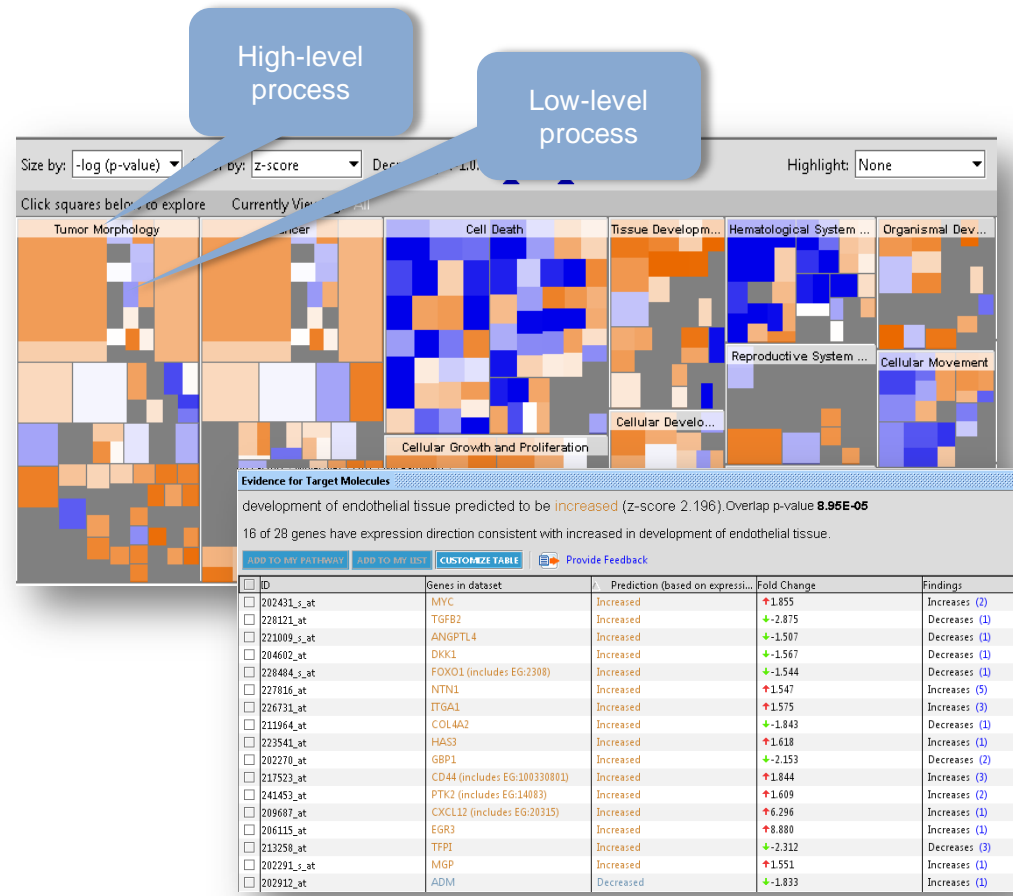 High-level
process
Low-level
process
Size by: -log (p-value) by: z-score Highlight: None
Click squares below to explore Currently Viewing: All
Tumor Morphology Cancer Cell Death Tissue Developm... Hematological System ... Organismal Dev...
Reproductive System ... Cellular Movement
Cellular Develo...
Cellular Growth and Proliferation
Evidence for Target Molecules
development of endothelial tissue predicted to be increased (z-score 2.196).Overlap p-value 8.95E-05
16 of 28 genes have expression direction consistent with increased in development of endothelial tissue.
ADD TO MY PATHWAY ADD TO MY LIST CUSTOMIZE TABLE Provide Feedback
ID Genes in dataset Prediction (based on expressi... Fold Change Findings
202431_s_at MYC Increased ↑1.855 Increases (2)
228121_at TGFB2 Increased ↓-2.875 Decreases (1)
221009_s_at ANGPTL4 Increased ↓-1.507 Decreases (1)
204602_at DKK1 Increased ↓-1.567 Decreases (1)
228484_s_at FOXO1 (includes EG:2308) Increased ↓-1.544 Decreases (1)
227816_at NTN1 Increased ↑1.547 Increases (5)
226731_at ITGA1 Increased ↑1.575 Increases (3)
211964_at COL4A2 Increased ↓-1.843 Decreases (1)
223541_at HAS3 Increased ↑1.618 Increases (1)
202270_at GBP1 Increased ↓-2.153 Decreases (2)
217523_at CD44 (includes EG:100330801) Increased ↑1.844 Increases (3)
241453_at PTK2 (includes EG:14083) Increased ↑1.609 Increases (2)
209687_at CXCL12 (includes EG:20315) Increased ↑6.296 Increases (1)
206115_at EGR3 Increased ↑8.880 Increases (1)
213258_at TFPI Increased ↓-2.312 Decreases (3)
202291_s_at MGP Increased ↑1.551 Increases (1)
202912_at ADM Decreased ↓-1.833 Increases (1)